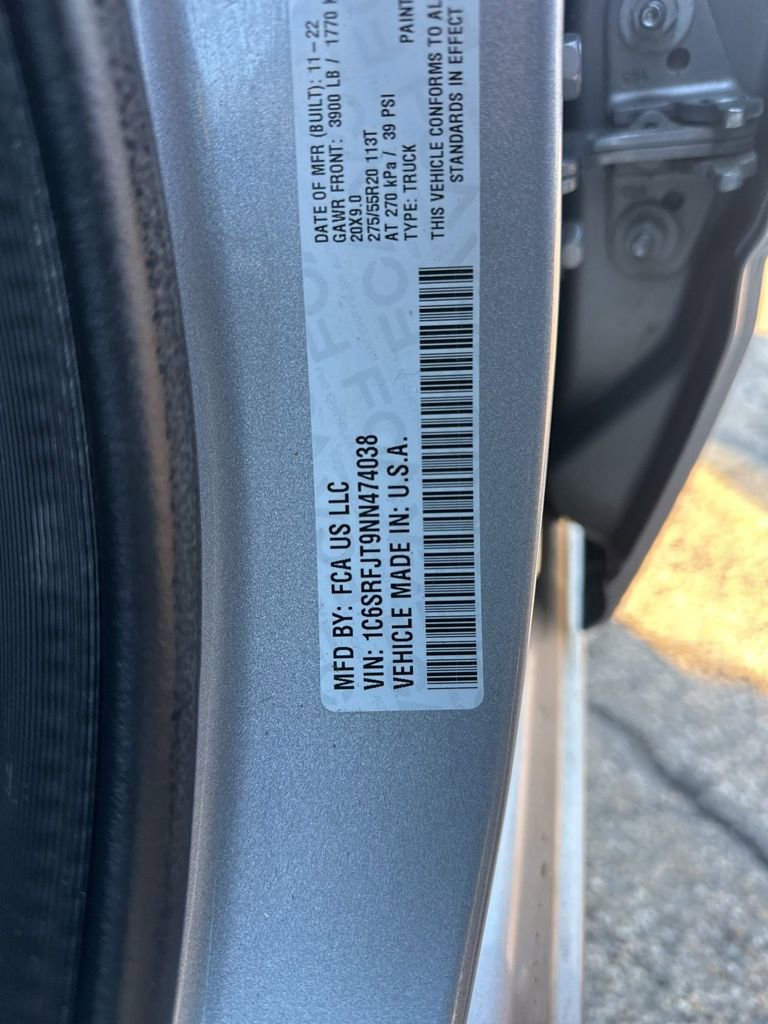 MFD BY: FCA US LLC
VIN: 1C6SRFJT9NN474038
VEHICLE MADE IN: U.S.A.
DATE OF MFR (BUILT): 11-22
GAWR FRONT: 3900 LB / 1770
20X9.0
275/55R20 113T
AT 270 kPa / 39 PSI
TYPE: TRUCK
PAINT
THIS VEHICLE CONFORMS TO
STANDARDS IN EFFECT